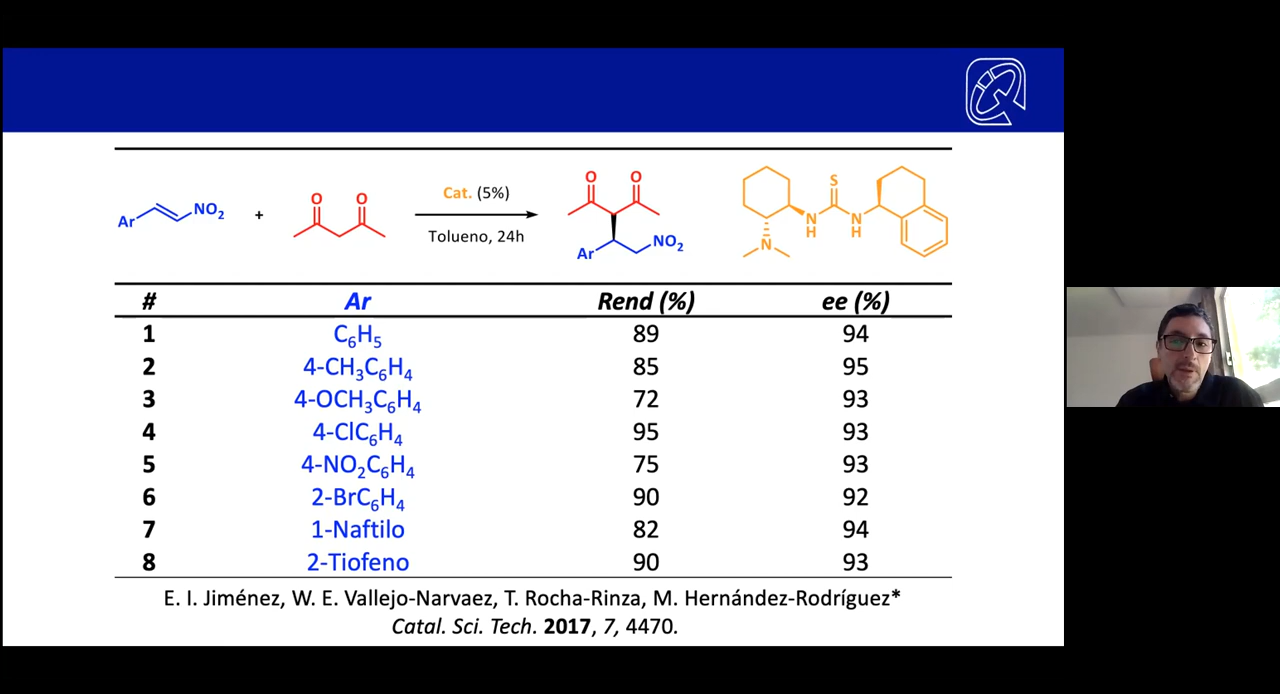 Ar NO₂ + O O Cat. (5%) Tolueno, 24h O O Ar NO₂ S N H N H N
# Ar Rend (%) ee (%)
1 C₆H₅ 89 94
2 4-CH₃C₆H₄ 85 95
3 4-OCH₃C₆H₄ 72 93
4 4-ClC₆H₄ 95 93
5 4-NO₂C₆H₄ 75 93
6 2-BrC₆H₄ 90 92
7 1-Naftilo 82 94
8 2-Tiofeno 90 93
E. I. Jiménez, W. E. Vallejo-Narvaez, T. Rocha-Rinza, M. Hernández-Rodríguez*
Catal. Sci. Tech. 2017, 7, 4470.